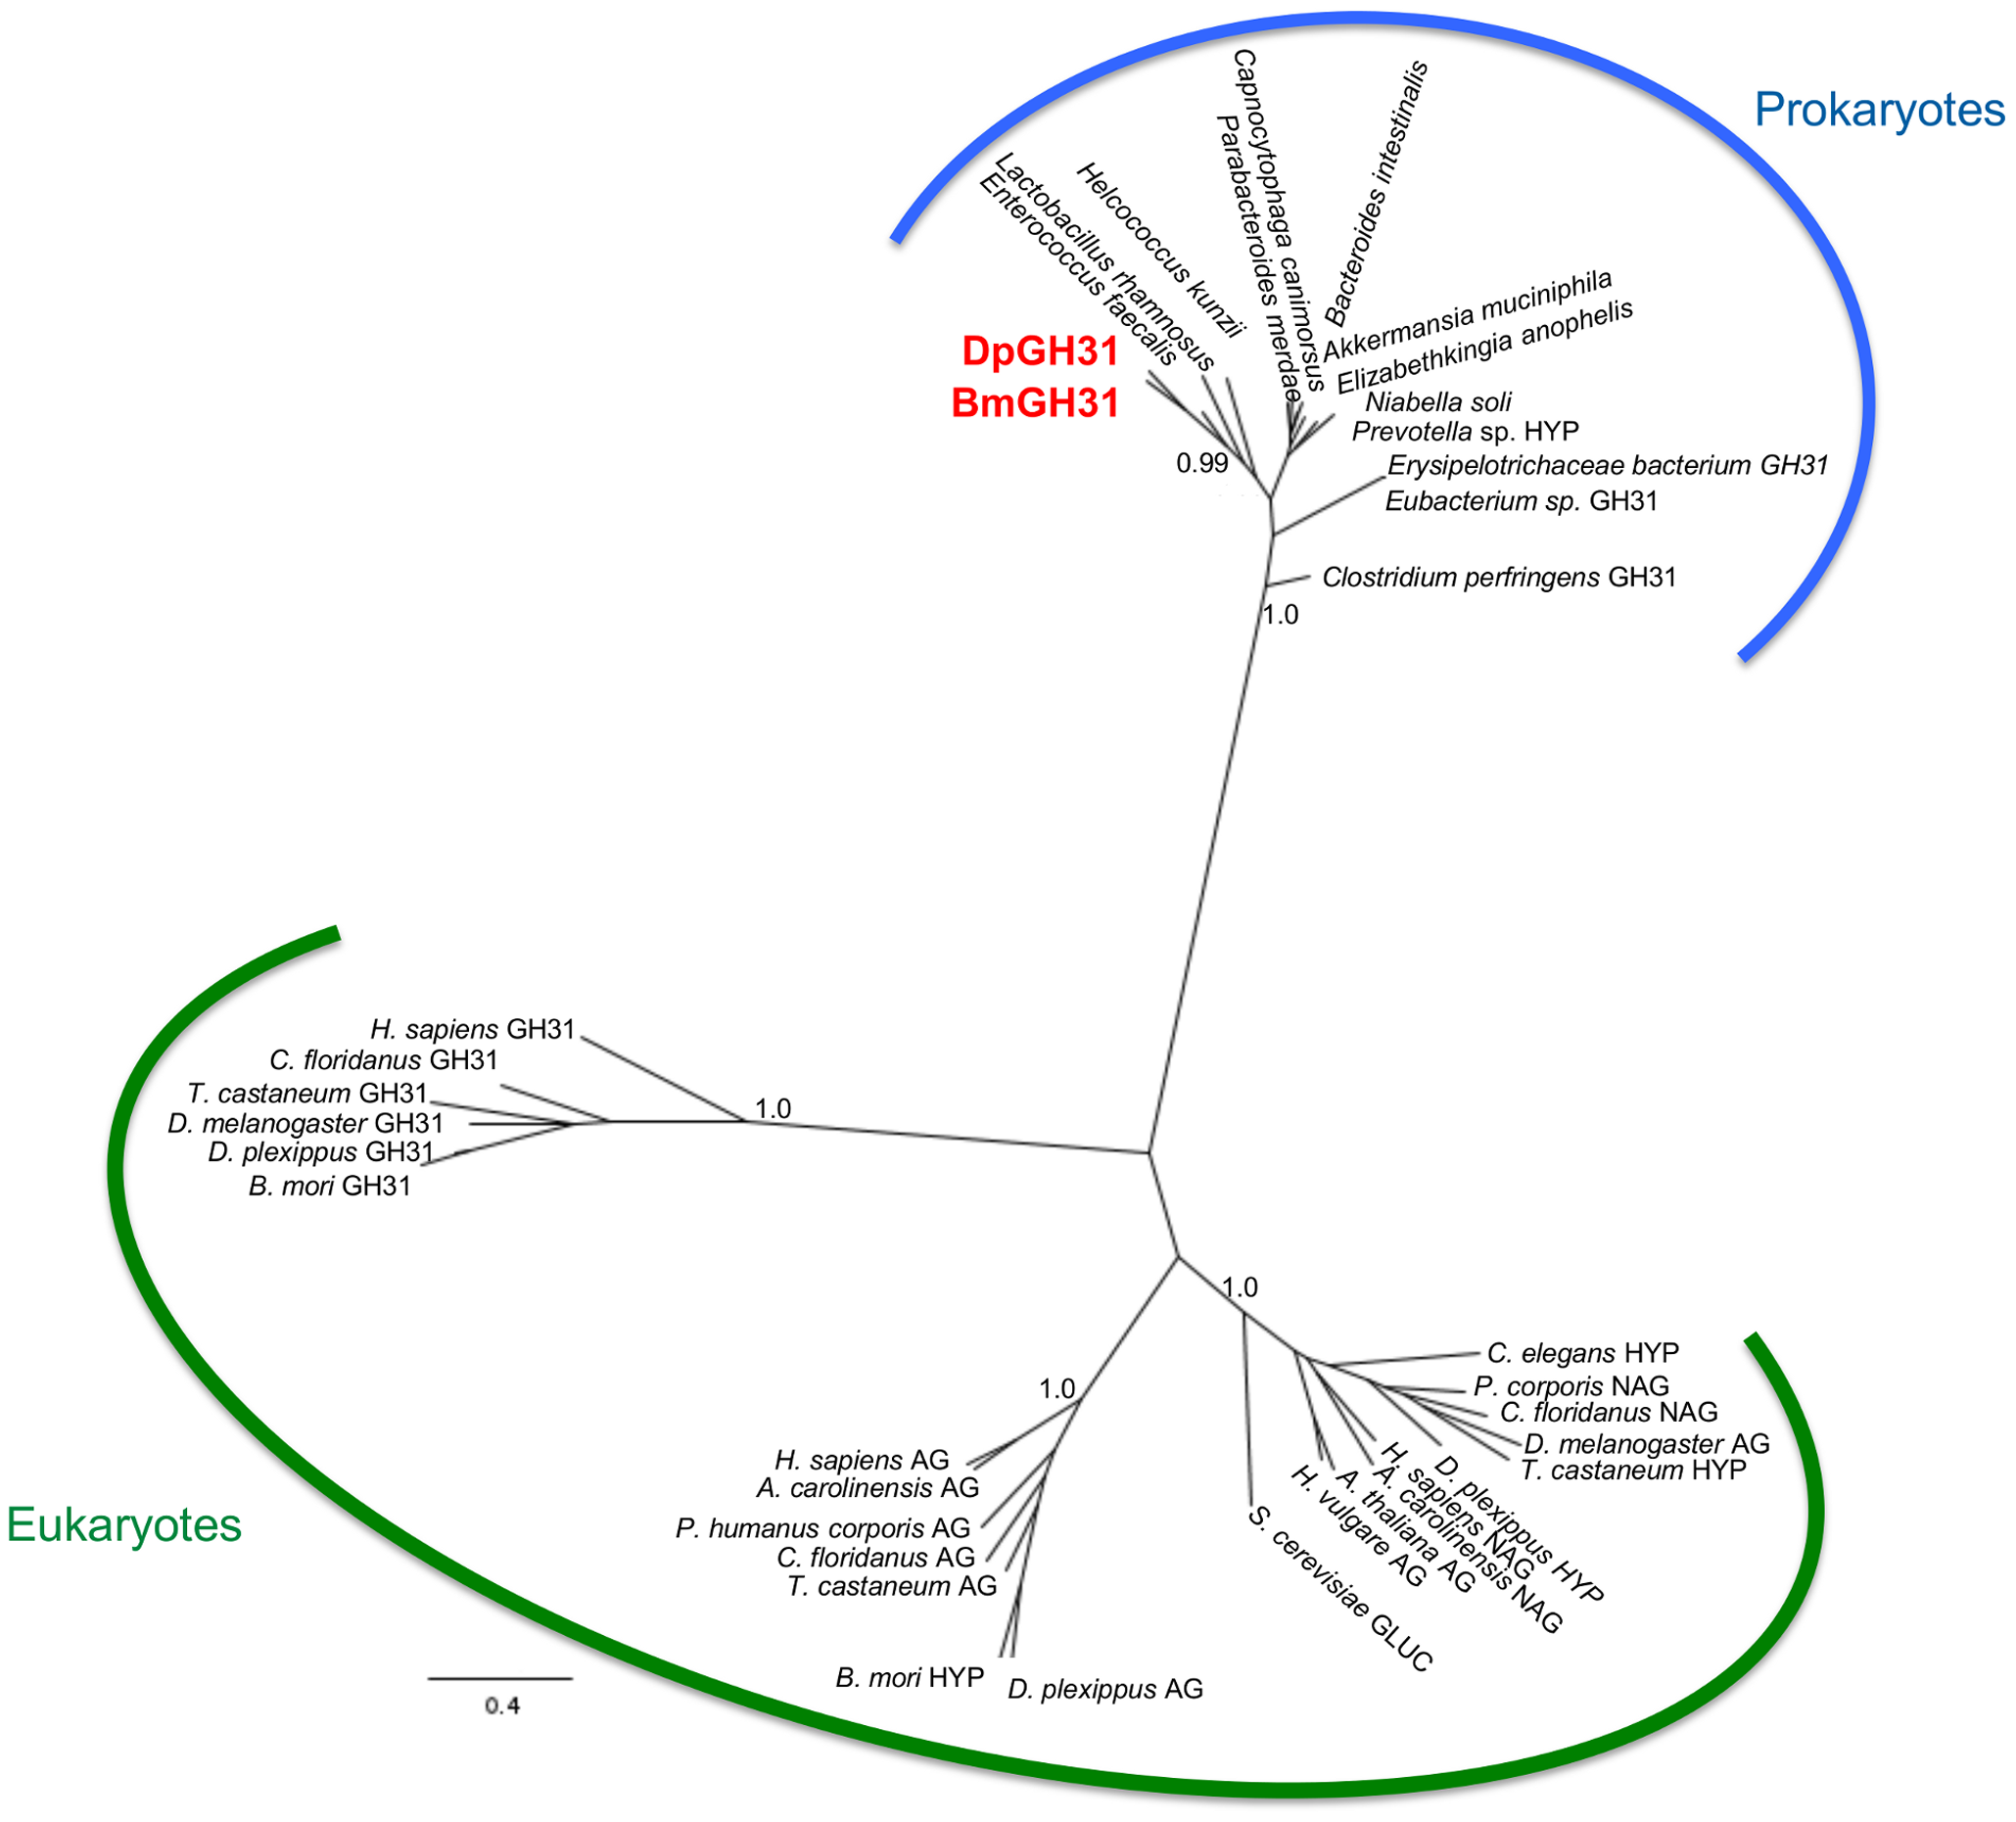 Prokaryotes
Capnocytophaga canimorsus
Parabacteroides merdae
Bacteroides intestinalis
Lactobacillus rhamnosus
Enterococcus faecalis
Helcococcus kunzii
Akkermansia muciniphila
Elizabethkingia anophelis
DpGH31
BmGH31
Niabella soli
Prevotella sp. HYP
0.99
Erysipelotrichaceae bacterium GH31
Eubacterium sp. GH31
Clostridium perfringens GH31
1.0
H. sapiens GH31
C. floridanus GH31
T. castaneum GH31
D. melanogaster GH31
D. plexippus GH31
B. mori GH31
1.0
1.0
C. elegans HYP
P. corporis NAG
C. floridanus NAG
D. melanogaster AG
T. castaneum HYP
D. plexippus HYP
H. sapiens NAG
A. carolinensis NAG
A. thaliana AG
H. vulgare AG
S. cerevisiae GLUC
1.0
H. sapiens AG
A. carolinensis AG
P. humanus corporis AG
C. floridanus AG
T. castaneum AG
B. mori HYP
D. plexippus AG
Eukaryotes
0.4